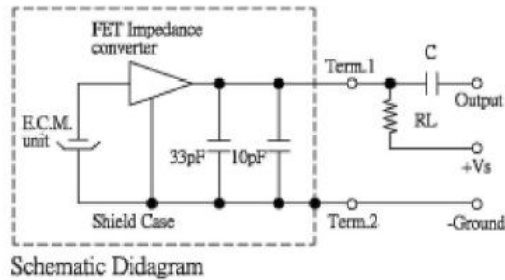 FET Impedance
converter
Term.1
C
Output
E.C.M.
unit
33pF
10pF
RL
+Vs
Shield Case
Term.2
-Ground
Schematic Didagram